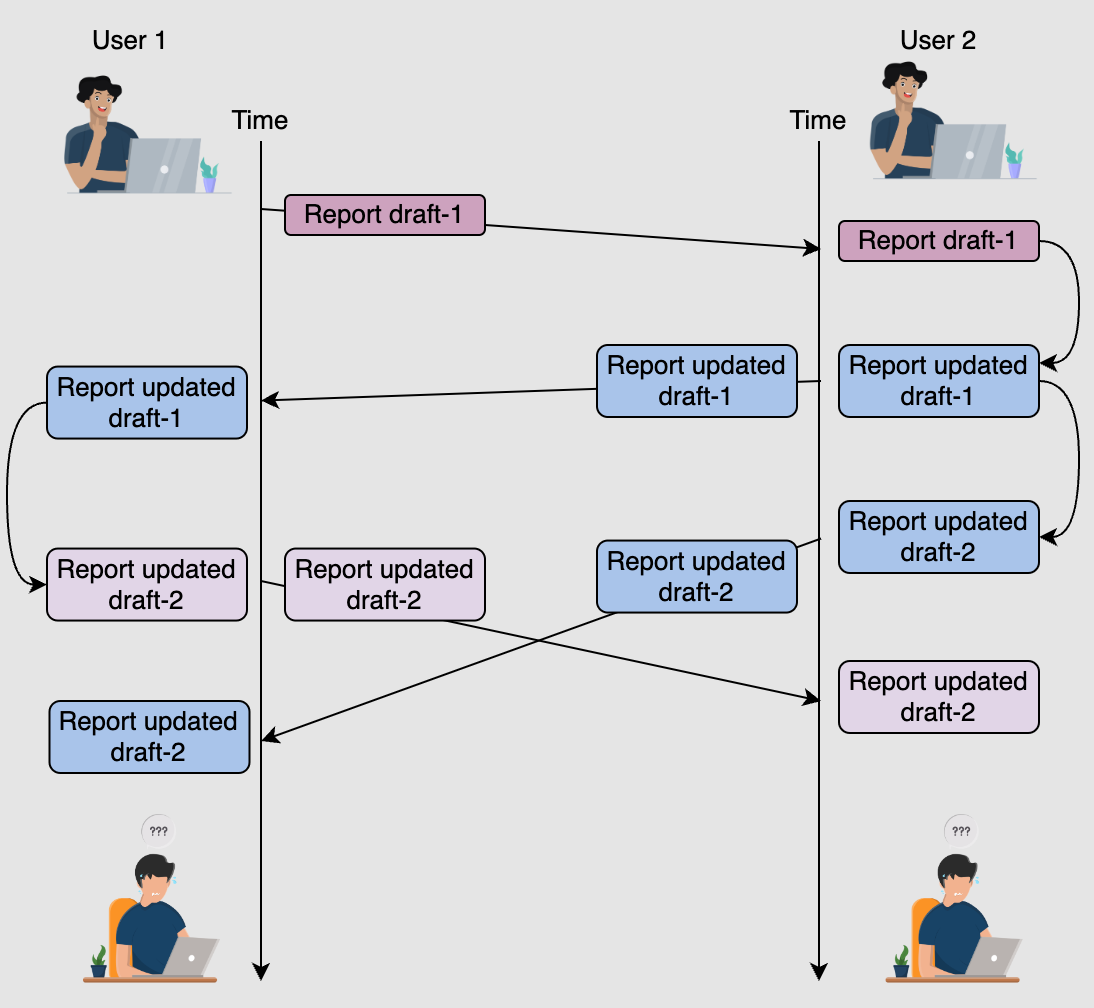 User 1
User 2
Time
Time
Report draft-1
Report draft-1
Report updated
draft-1
Report updated
draft-1
Report updated
draft-1
Report updated
draft-2
Report updated
draft-2
Report updated
draft-2
Report updated
draft-2
Report updated
draft-2
Report updated
draft-2
???
???